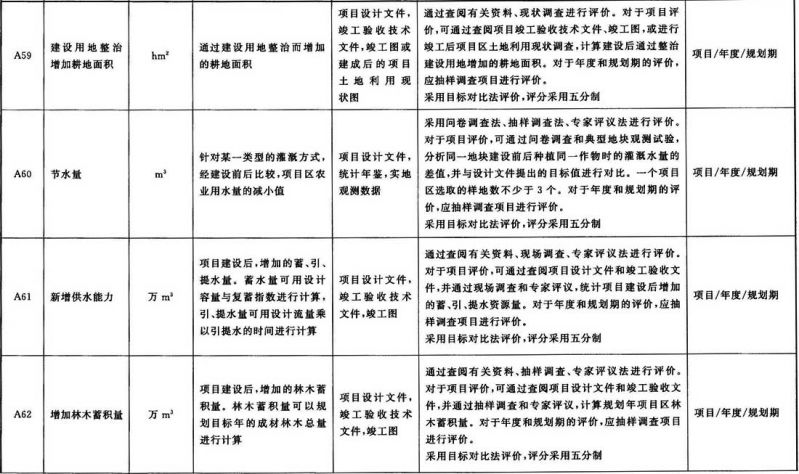 A59
建设用地整治
增加耕地面积
hm²
通过建设用地整治而增加
的耕地面积
项目设计文件,
竣工验收技术
文件,竣工图或
建成后的项目
土地利用现
状图
通过查阅有关资料、现状调查进行评价。对于项目评
价,可通过查阅项目竣工验收技术文件、竣工图,或进行
竣工后项目区土地利用现状调查,计算建设后通过整治
建设用地增加的耕地面积。对于年度和规划期的评价,
应抽样调查项目进行评价。
采用目标对比法评价,评分采用五分制
项目/年度/规划期
A60
节水量
m³
针对某一类型的灌溉方式,
经建设前后比较,项目区农
业用水量的减小值
项目设计文件,
统计年鉴,实地
观测数据
采用问卷调查法、抽样调查法、专家评议法进行评价。
对于项目评价,可通过问卷调查和典型地块观测试验,
分析同一地块建设前后种植同一作物时的灌溉水量的
差值,并与设计文件提出的目标值进行对比。一个项目
区选取的样地数不少于 3 个。对于年度和规划期的评
价,应抽样调查项目进行评价。
采用目标对比法评价,评分采用五分制
项目/年度/规划期
A61
新增供水能力
万 m³
项目建设后,增加的蓄、引、
提水量。蓄水量可用设计
容量与复蓄指数进行计算,
引、提水量可用设计流量乘
以引提水的时间进行计算
项目设计文件,
竣工验收技术
文件,竣工图
通过查阅有关资料、现场调查、专家评议法进行评价。
对于项目评价,可通过查阅项目设计文件和竣工验收文
件,并通过现场调查和专家评议,统计项目建设后增加
的蓄、引、提水资源量。对于年度和规划期的评价,应抽
样调查项目进行评价。
采用目标对比法评价,评分采用五分制
项目/年度/规划期
A62
增加林木蓄积量
万 m³
项目建设后,增加的林木蓄
积量。林木蓄积量可以规
划目标年的成材林木总量
进行计算
项目设计文件,
竣工验收技术
文件,竣工图
通过查阅有关资料、抽样调查、专家评议法进行评价。
对于项目评价,可通过查阅项目设计文件和竣工验收文
件,并通过抽样调查和专家评议,计算规划年项目区林
木蓄积量。对于年度和规划期的评价,应抽样调查项目
进行评价。
采用目标对比法评价,评分采用五分制
项目/年度/规划期